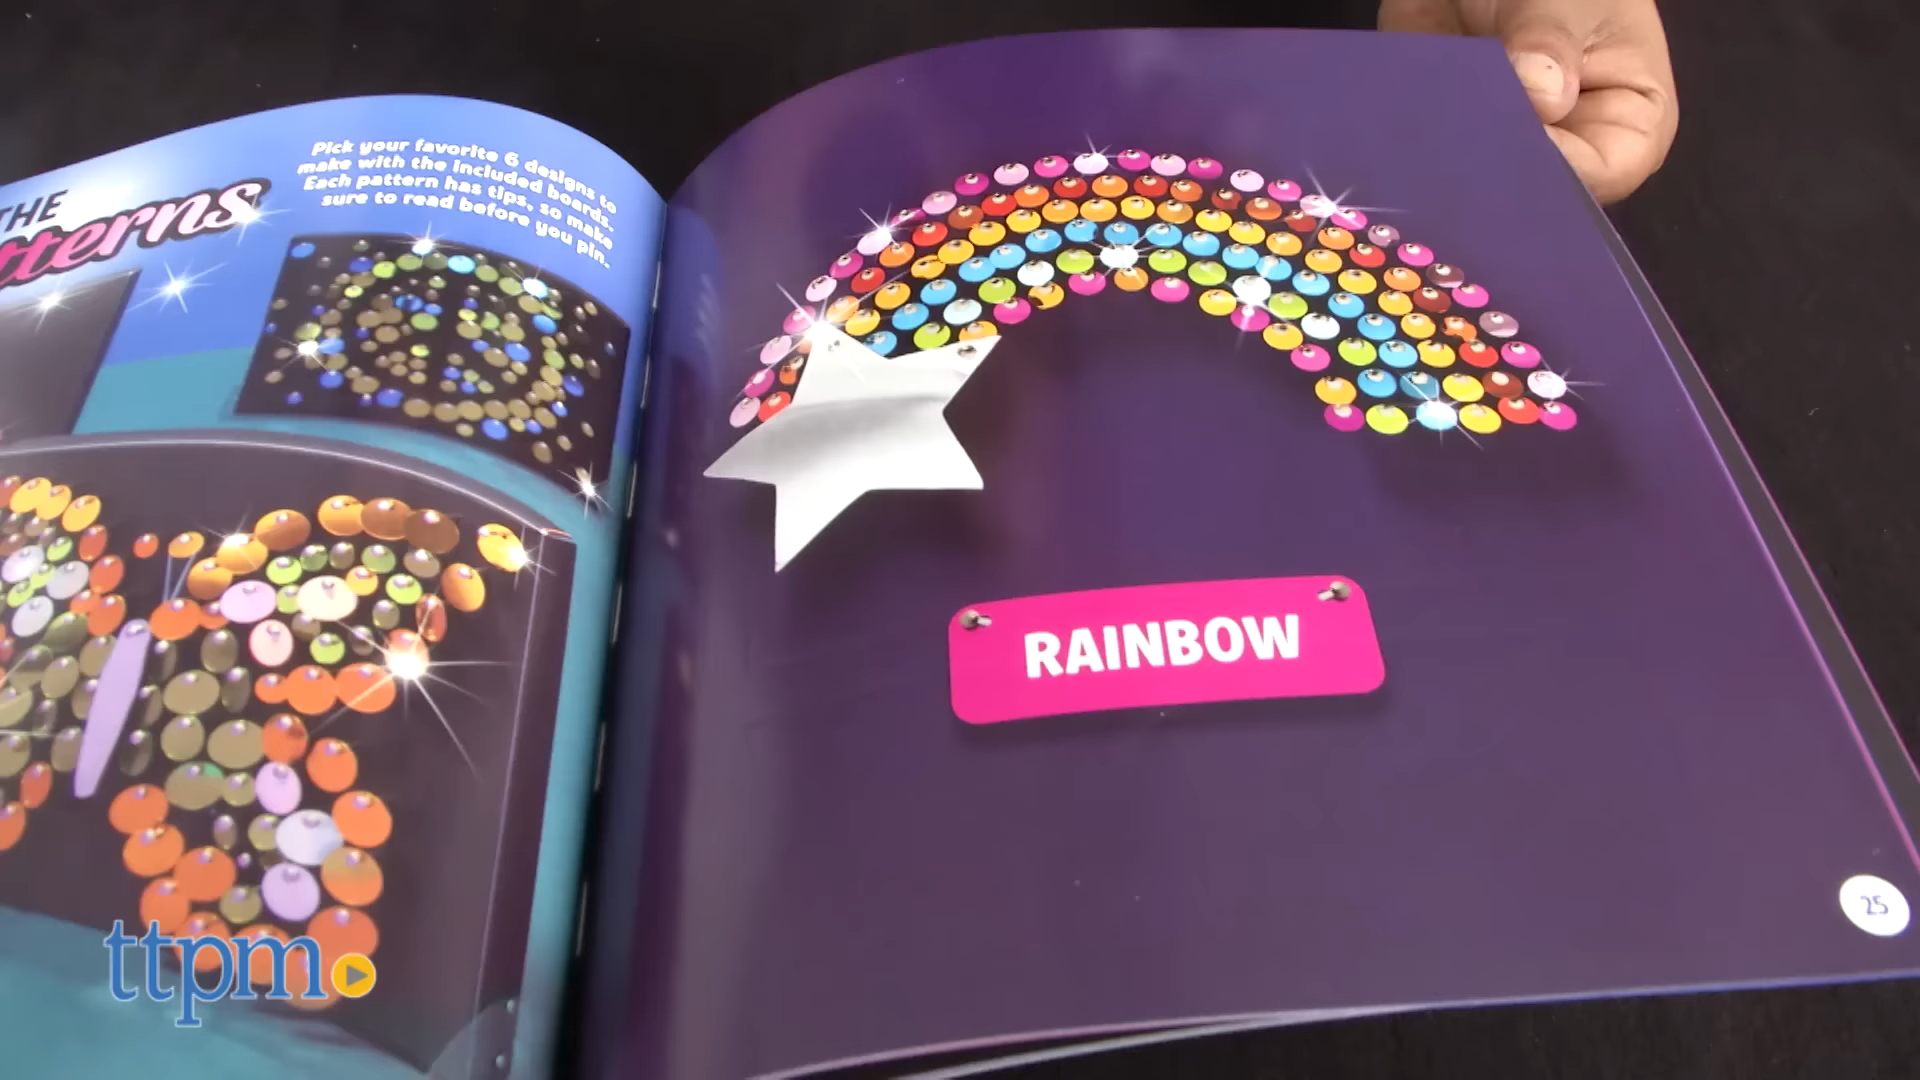 THE
Pick your favorite 6 designs to
make with the included boards.
Each pattern has tips, so make
sure to read before you pin.
RAINBOW
25
ttpm